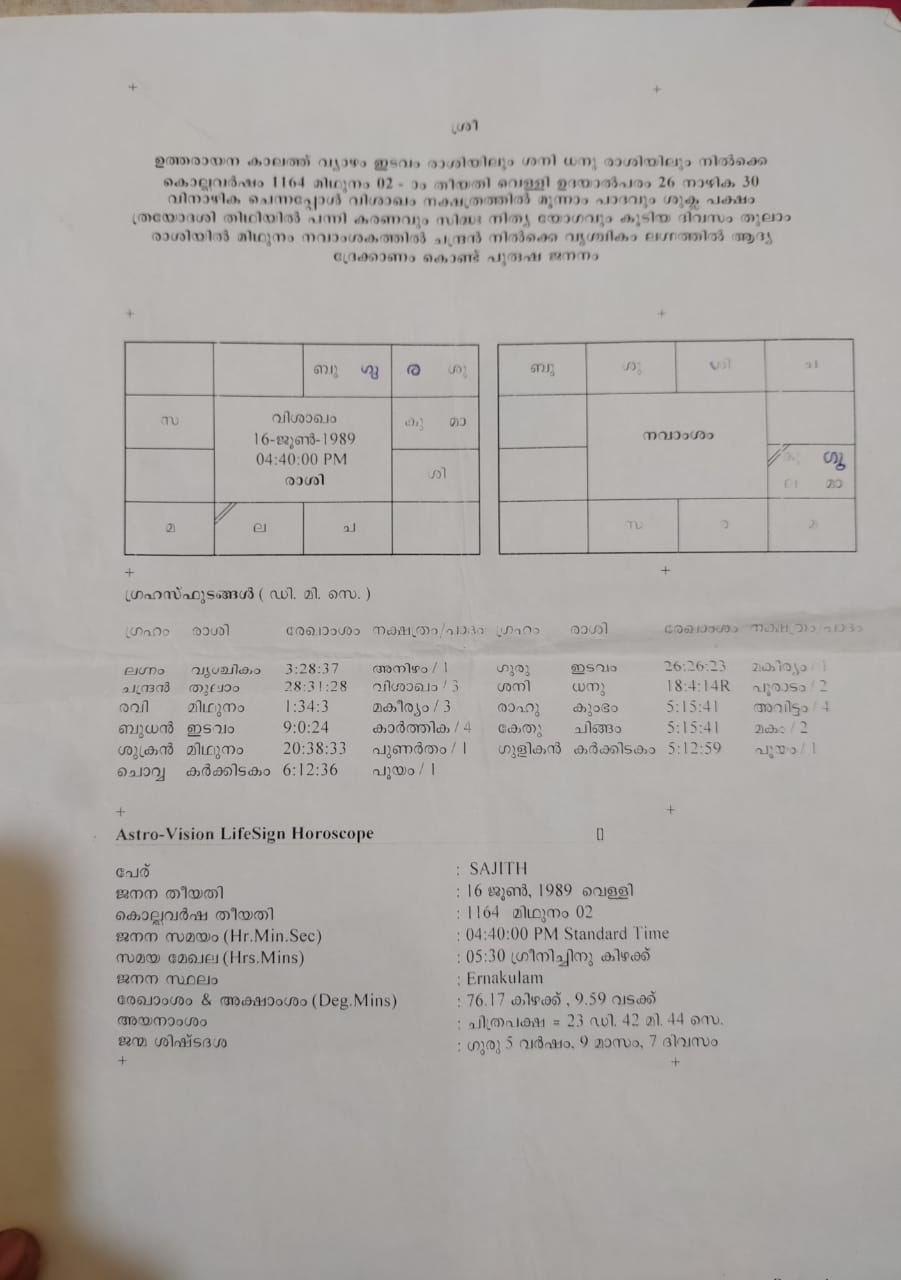 ശ്രീ
ഉത്തരായന കാലത്ത് വ്യാഴം ഇടവം രാശിയിലും ശനി ധനു രാശിയിലും നിൽക്കെ
കൊല്ലവർഷം 1164 മിഥുനം 02 - ാം തിയതി വെള്ളി ഉദയാൽപരം 26 നാഴിക 30
വിനാഴിക ചെന്നപ്പോൾ വിശാഖം നക്ഷത്രത്തിൽ മൂന്നാം പാദവും ശുക്ല പക്ഷം
ത്രയോദശി തിഥിയിൽ പന്നി കരണവും സിദ്ധ നിത്യ യോഗവും കൂടിയ ദിവസം തുലാം
രാശിയിൽ മിഥുനം നവാംശകത്തിൽ ചന്ദ്രൻ നിൽക്കെ വൃശ്ചികം ലഗ്നത്തിൽ ആദ്യ
ദ്രേക്കാണം കൊണ്ട് പുരുഷ ജനനം
ബു ഗു ര ശു
സ കു മാ
വിശാഖം
16-ജൂൺ-1989
04:40:00 PM
രാശി
ശി
മ ല ച
ബു ശു ശി ച
നവാംശം
കു ഗു
ല മാ
സ ര മ
ഗ്രഹസ്ഫുടങ്ങൾ ( ഡി. മി. സെ. )
ഗ്രഹം രാശി രേഖാംശം നക്ഷത്രം/പാദം ഗ്രഹം രാശി രേഖാംശം നക്ഷത്രം/പാദം
ലഗ്നം വൃശ്ചികം 3:28:37 അനിഴം / 1 ഗുരു ഇടവം 26:26:23 മകീര്യം / 1
ചന്ദ്രൻ തുലാം 28:31:28 വിശാഖം / 3 ശനി ധനു 18:4:14R പൂരാടം / 2
രവി മിഥുനം 1:34:3 മകീര്യം / 3 രാഹു കുംഭം 5:15:41 അവിട്ടം / 4
ബുധൻ ഇടവം 9:0:24 കാർത്തിക / 4 കേതു ചിങ്ങം 5:15:41 മകം / 2
ശുക്രൻ മിഥുനം 20:38:33 പുണർതം / 1 ഗുളികൻ കർക്കിടകം 5:12:59 പൂയം / 1
ചൊവ്വ കർക്കിടകം 6:12:36 പൂയം / 1
Astro-Vision LifeSign Horoscope
പേര് : SAJITH
ജനന തീയതി : 16 ജൂൺ, 1989 വെള്ളി
കൊല്ലവർഷ തീയതി : 1164 മിഥുനം 02
ജനന സമയം (Hr.Min.Sec) : 04:40:00 PM Standard Time
സമയ മേഖല (Hrs.Mins) : 05:30 ഗ്രീനിച്ചിനു കിഴക്ക്
ജനന സ്ഥലം : Ernakulam
രേഖാംശം & അക്ഷാംശം (Deg.Mins) : 76.17 കിഴക്ക് , 9.59 വടക്ക്
അയനാംശം : ചിത്രപക്ഷ = 23 ഡി. 42 മി. 44 സെ.
ജന്മ ശിഷ്ടദശ : ഗുരു 5 വർഷം, 9 മാസം, 7 ദിവസം